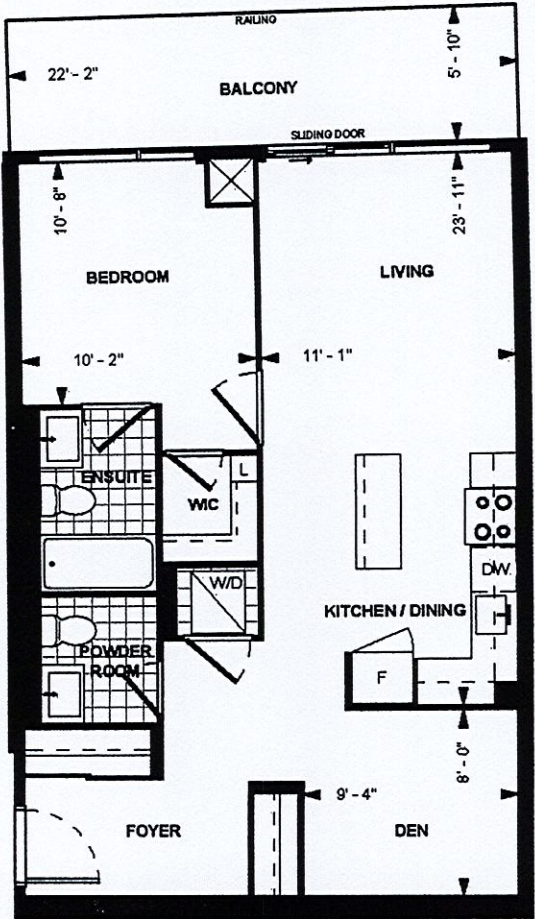 RAILING
22' - 2"
BALCONY
5' - 10"
SLIDING DOOR
10' - 8"
23' - 11"
BEDROOM
LIVING
10' - 2"
11' - 1"
ENSUITE
L
WIC
DW.
W/D
KITCHEN / DINING
POWDER
ROOM
F
8' - 0"
9' - 4"
FOYER
DEN